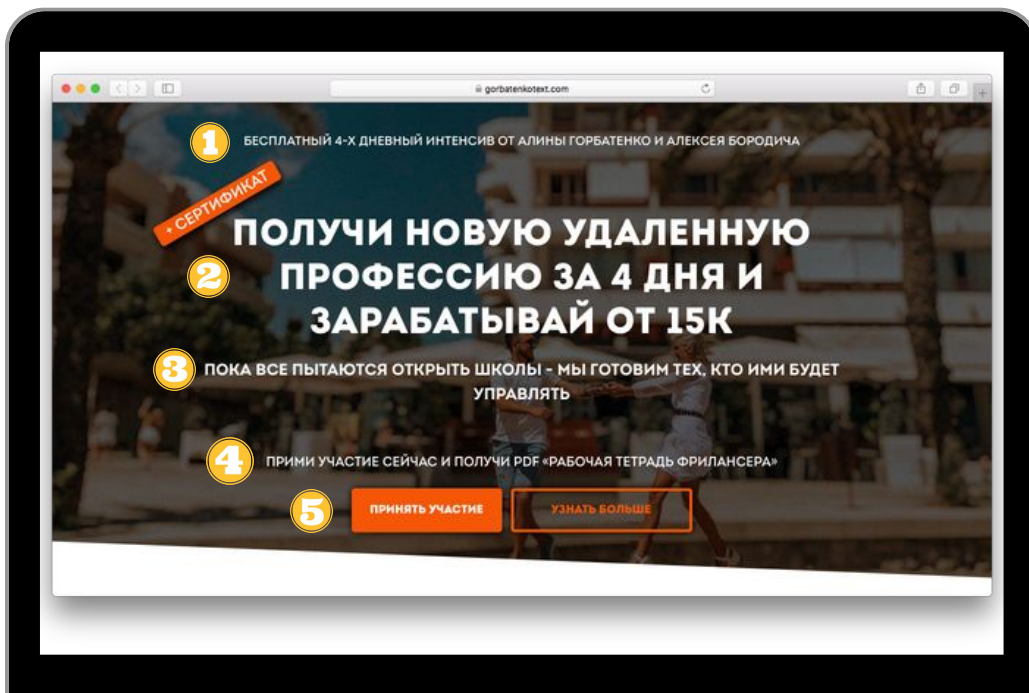 gorbatenkotext.com
1
БЕСПЛАТНЫЙ 4-Х ДНЕВНЫЙ ИНТЕНСИВ ОТ АЛИНЫ ГОРБАТЕНКО И АЛЕКСЕЯ БОРОДИЧА
+ СЕРТИФИКАТ
ПОЛУЧИ НОВУЮ УДАЛЕННУЮ
2
ПРОФЕССИЮ ЗА 4 ДНЯ И
ЗАРАБАТЫВАЙ ОТ 15К
3
ПОКА ВСЕ ПЫТАЮТСЯ ОТКРЫТЬ ШКОЛЫ - МЫ ГОТОВИМ ТЕХ, КТО ИМИ БУДЕТ
УПРАВЛЯТЬ
4
ПРИМИ УЧАСТИЕ СЕЙЧАС И ПОЛУЧИ PDF «РАБОЧАЯ ТЕТРАДЬ ФРИЛАНСЕРА»
5
ПРИНЯТЬ УЧАСТИЕ
УЗНАТЬ БОЛЬШЕ